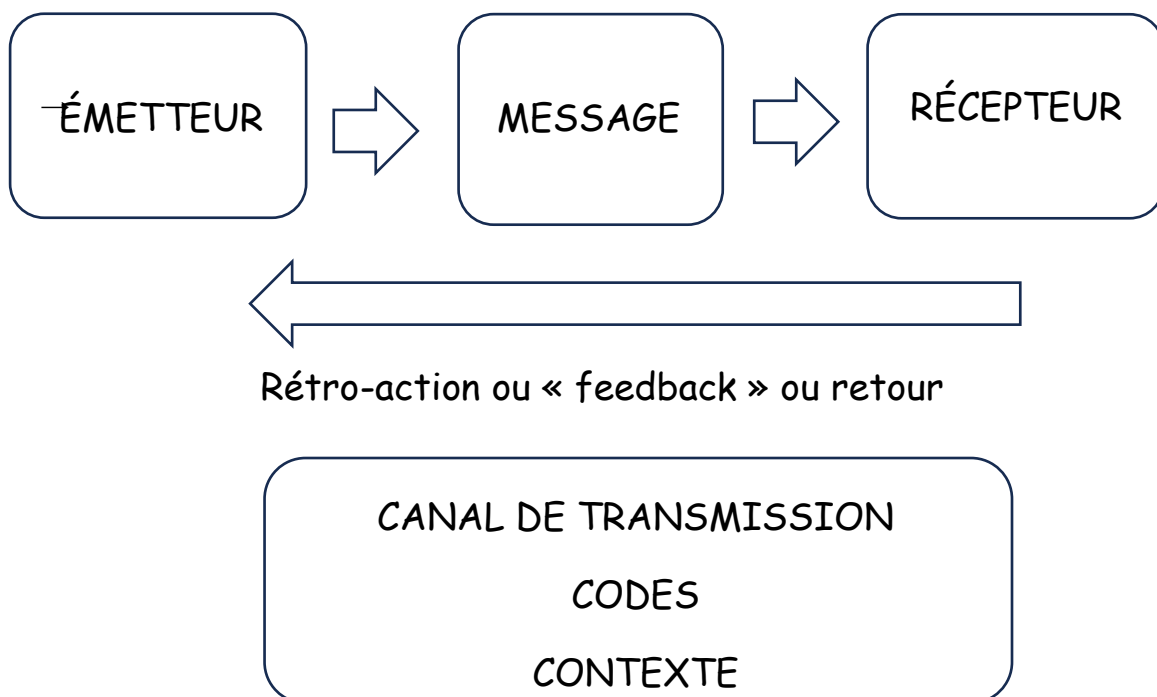 ÉMETTEUR
MESSAGE
RÉCEPTEUR
Rétro-action ou « feedback » ou retour
CANAL DE TRANSMISSION
CODES
CONTEXTE